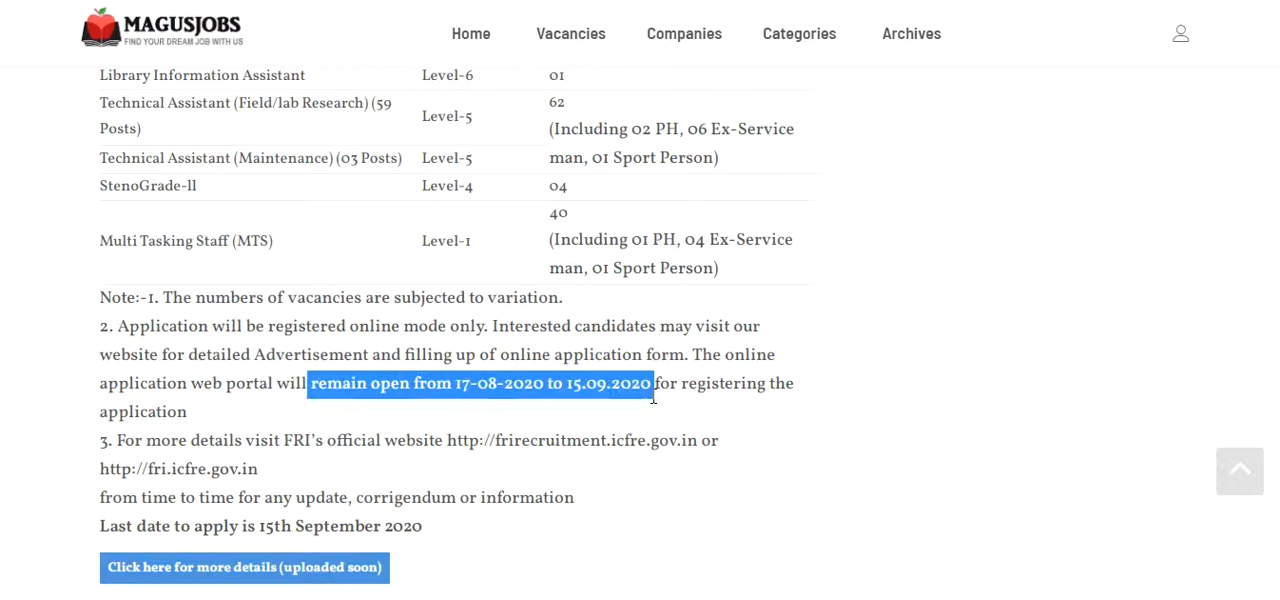 MAGUSJOBS
FIND YOUR DREAM JOB WITH US
Home Vacancies Companies Categories Archives
Library Information Assistant Level-6 01
Technical Assistant (Field/lab Research) (59 Posts) Level-5 62
(Including 02 PH, 06 Ex-Service
man, 01 Sport Person)
Technical Assistant (Maintenance) (03 Posts) Level-5
StenoGrade-ll Level-4 04
Multi Tasking Staff (MTS) Level-1 40
(Including 01 PH, 04 Ex-Service
man, 01 Sport Person)
Note:-1. The numbers of vacancies are subjected to variation.
2. Application will be registered online mode only. Interested candidates may visit our
website for detailed Advertisement and filling up of online application form. The online
application web portal will remain open from 17-08-2020 to 15.09.2020 for registering the
application
3. For more details visit FRI's official website http://frirecruitment.icfre.gov.in or
http://fri.icfre.gov.in
from time to time for any update, corrigendum or information
Last date to apply is 15th September 2020
Click here for more details (uploaded soon)